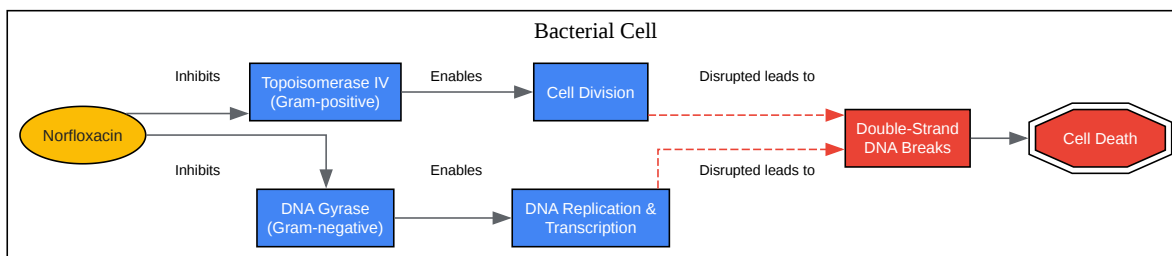 Bacterial Cell
Inhibits
Topoisomerase IV
(Gram-positive)
Enables
Cell Division
Disrupted leads to
Norfloxacin
Double-Strand
DNA Breaks
Cell Death
Inhibits
DNA Gyrase
(Gram-negative)
Enables
DNA Replication &
Transcription
Disrupted leads to